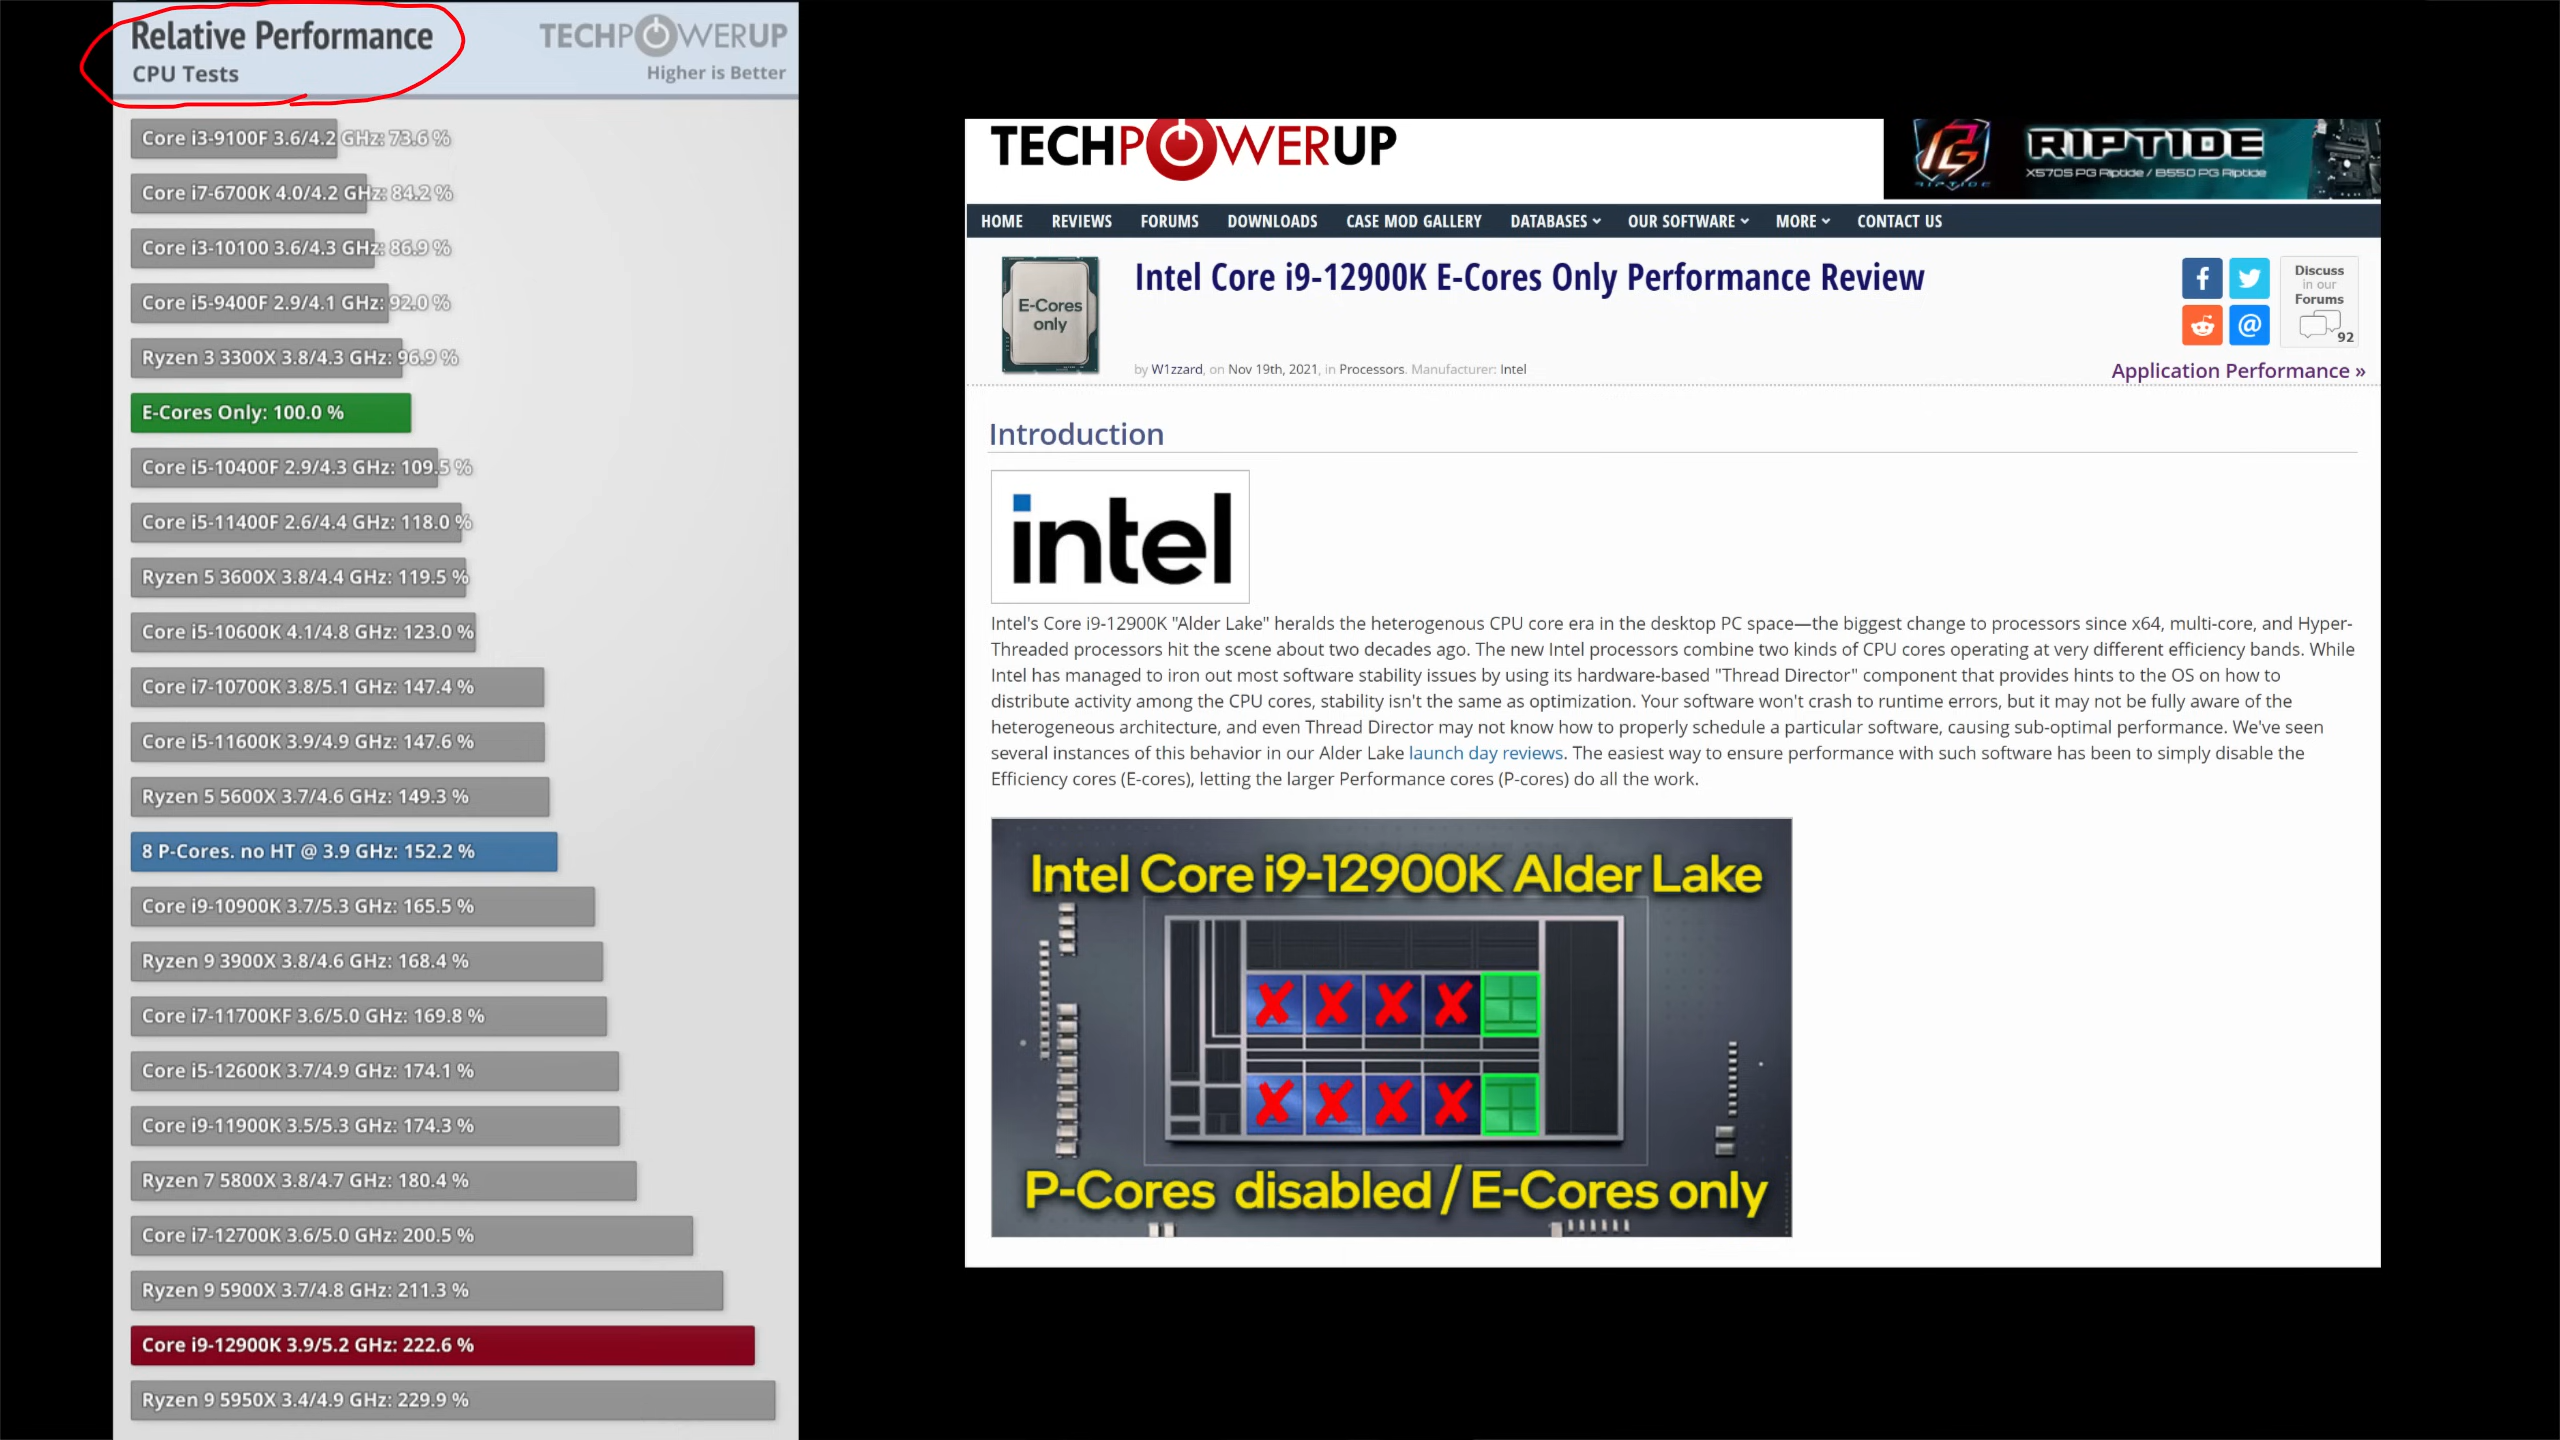 Relative Performance
CPU Tests
TECHPOWERUP
Higher is Better
Core i3-9100F 3.6/4.2 GHz: 73.6 %
Core i7-6700K 4.0/4.2 GHz: 84.2 %
Core i3-10100 3.6/4.3 GHz: 86.9 %
Core i5-9400F 2.9/4.1 GHz: 92.0 %
Ryzen 3 3300X 3.8/4.3 GHz: 96.9 %
E-Cores Only: 100.0 %
Core i5-10400F 2.9/4.3 GHz: 109.5 %
Core i5-11400F 2.6/4.4 GHz: 118.0 %
Ryzen 5 3600X 3.8/4.4 GHz: 119.5 %
Core i5-10600K 4.1/4.8 GHz: 123.0 %
Core i7-10700K 3.8/5.1 GHz: 147.4 %
Core i5-11600K 3.9/4.9 GHz: 147.6 %
Ryzen 5 5600X 3.7/4.6 GHz: 149.3 %
8 P-Cores. no HT @ 3.9 GHz: 152.2 %
Core i9-10900K 3.7/5.3 GHz: 165.5 %
Ryzen 9 3900X 3.8/4.6 GHz: 168.4 %
Core i7-11700KF 3.6/5.0 GHz: 169.8 %
Core i5-12600K 3.7/4.9 GHz: 174.1 %
Core i9-11900K 3.5/5.3 GHz: 174.3 %
Ryzen 7 5800X 3.8/4.7 GHz: 180.4 %
Core i7-12700K 3.6/5.0 GHz: 200.5 %
Ryzen 9 5900X 3.7/4.8 GHz: 211.3 %
Core i9-12900K 3.9/5.2 GHz: 222.6 %
Ryzen 9 5950X 3.4/4.9 GHz: 229.9 %
TECHPOWERUP
RIPTIDE
RIPTIDE
X570S PG Riptide / B550 PG Riptide
HOME REVIEWS FORUMS DOWNLOADS CASE MOD GALLERY DATABASES OUR SOFTWARE MORE CONTACT US
E-Cores
only
Intel Core i9-12900K E-Cores Only Performance Review
by W1zzard, on Nov 19th, 2021, in Processors. Manufacturer: Intel
Discuss
in our
Forums
92
Application Performance »
Introduction
intel
Intel's Core i9-12900K "Alder Lake" heralds the heterogenous CPU core era in the desktop PC space—the biggest change to processors since x64, multi-core, and Hyper-
Threaded processors hit the scene about two decades ago. The new Intel processors combine two kinds of CPU cores operating at very different efficiency bands. While
Intel has managed to iron out most software stability issues by using its hardware-based "Thread Director" component that provides hints to the OS on how to
distribute activity among the CPU cores, stability isn't the same as optimization. Your software won't crash to runtime errors, but it may not be fully aware of the
heterogeneous architecture, and even Thread Director may not know how to properly schedule a particular software, causing sub-optimal performance. We've seen
several instances of this behavior in our Alder Lake launch day reviews. The easiest way to ensure performance with such software has been to simply disable the
Efficiency cores (E-cores), letting the larger Performance cores (P-cores) do all the work.
Intel Core i9-12900K Alder Lake
P-Cores disabled / E-Cores only